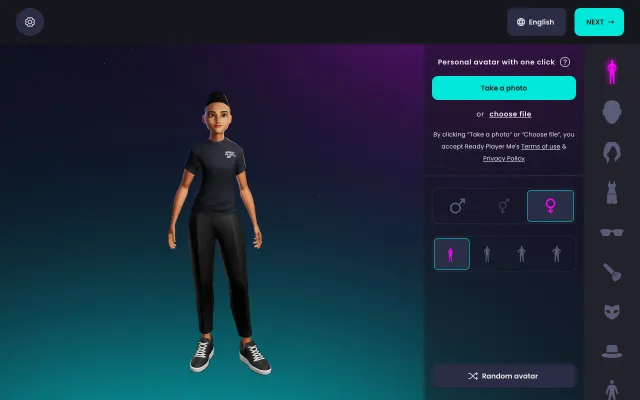 English
NEXT →
Personal avatar with one click ?
Take a photo
or choose file
By clicking “Take a photo” or “Choose file”, you
accept Ready Player Me's Terms of use &
Privacy Policy
Random avatar